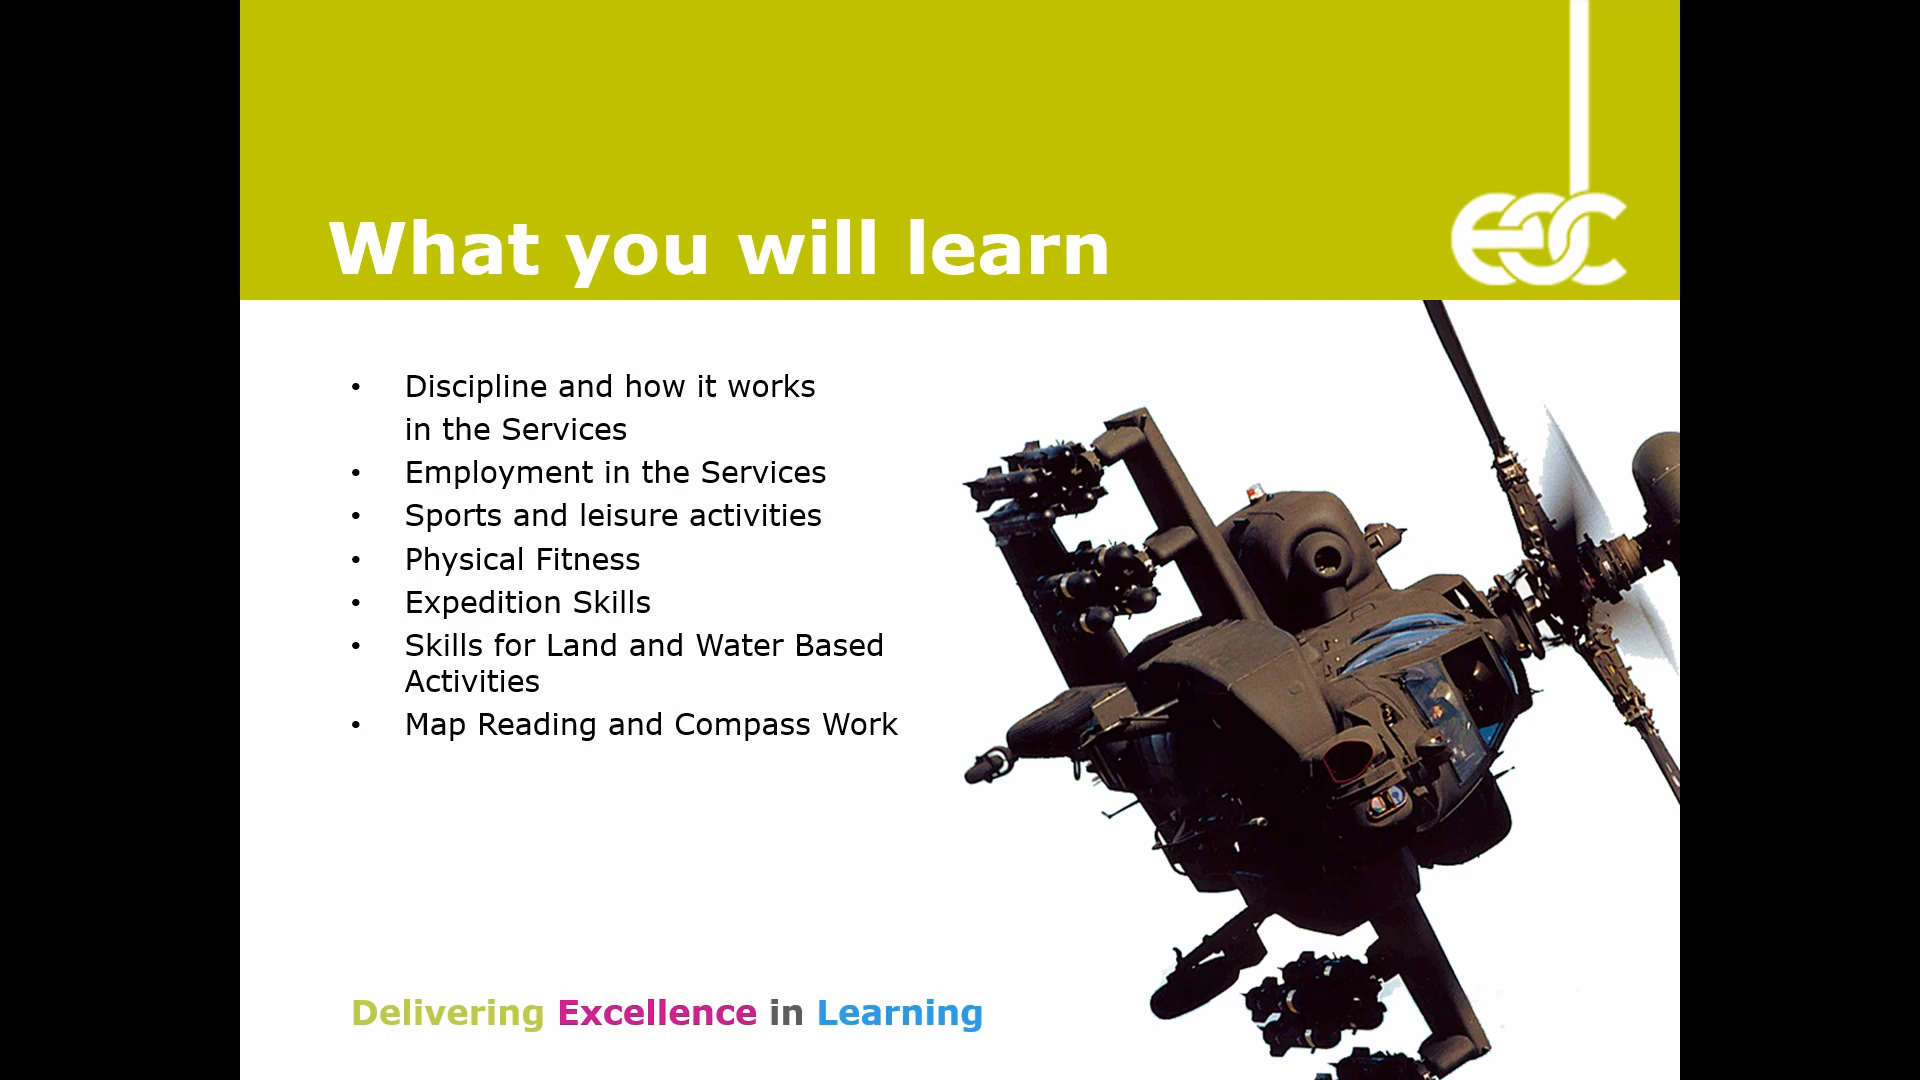 What you will learn
eoc
• Discipline and how it works
in the Services
• Employment in the Services
• Sports and leisure activities
• Physical Fitness
• Expedition Skills
• Skills for Land and Water Based
Activities
• Map Reading and Compass Work
Delivering Excellence in Learning